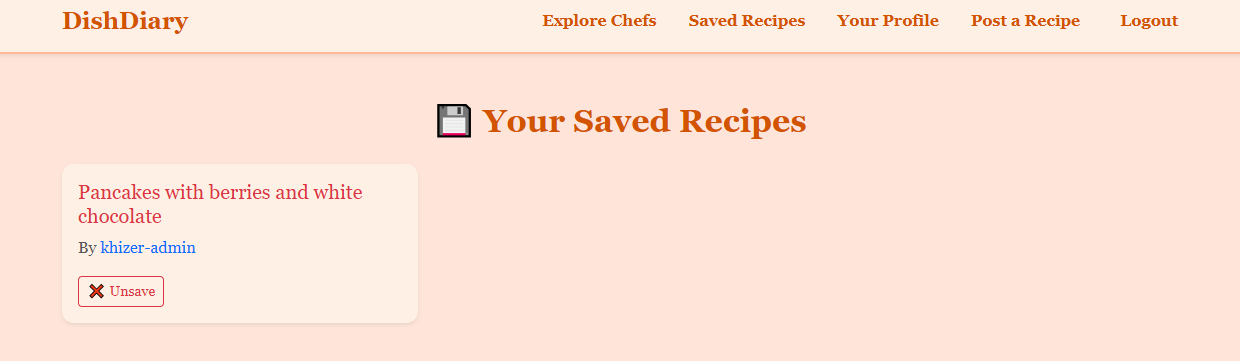 DishDiary
Explore Chefs Saved Recipes Your Profile Post a Recipe Logout
Your Saved Recipes
Pancakes with berries and white
chocolate
By khizer-admin
Unsave